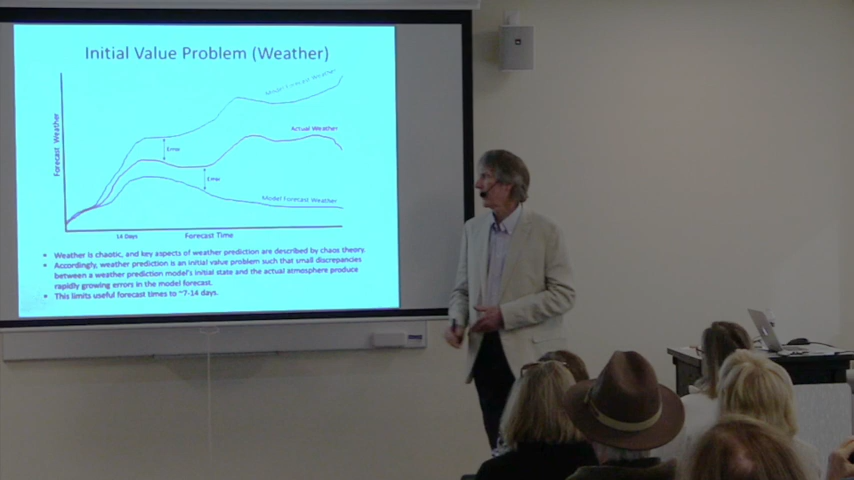 Initial Value Problem (Weather)
Model Forecast Weather
Forecast Weather
Actual Weather
Error
Error
Model Forecast Weather
14 Days
Forecast Time
• Weather is chaotic, and key aspects of weather prediction are described by chaos theory.
• Accordingly, weather prediction is an initial value problem such that small discrepancies
between a weather prediction model's initial state and the actual atmosphere produce
rapidly growing errors in the model forecast.
• This limits useful forecast times to ~7-14 days.